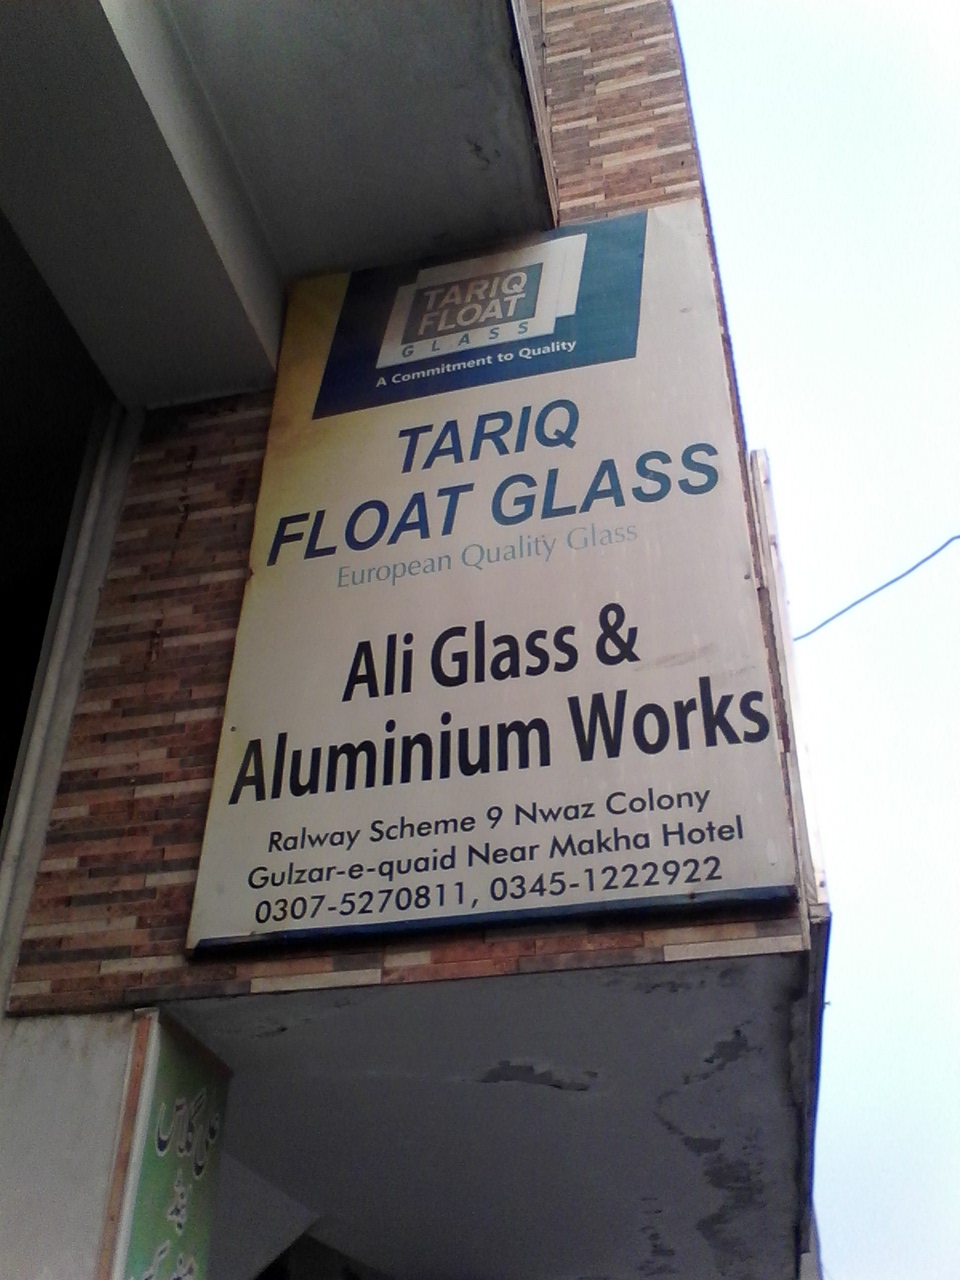 TARIQ
FLOAT
GLASS
A Commitment to Quality
TARIQ
FLOAT GLASS
European Quality Glass
Ali Glass &
Aluminium Works
Ralway Scheme 9 Nwaz Colony
Gulzar-e-quaid Near Makha Hotel
0307-5270811, 0345-1222922